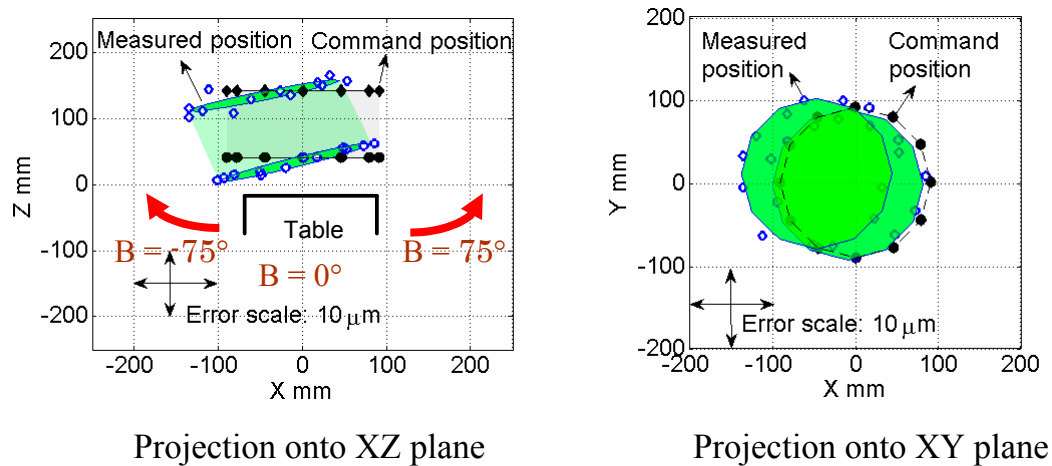 Measured position
Command position
200
100
0
-100
-200
Z mm
B = -75°
B = 0°
B = 75°
Table
Error scale: 10 μm
-200 -100 0 100 200
X mm
Projection onto XZ plane
Measured
position
Command
position
200
100
0
-100
-200
Y mm
Error scale: 10 μm
-200 -100 0 100 200
X mm
Projection onto XY plane